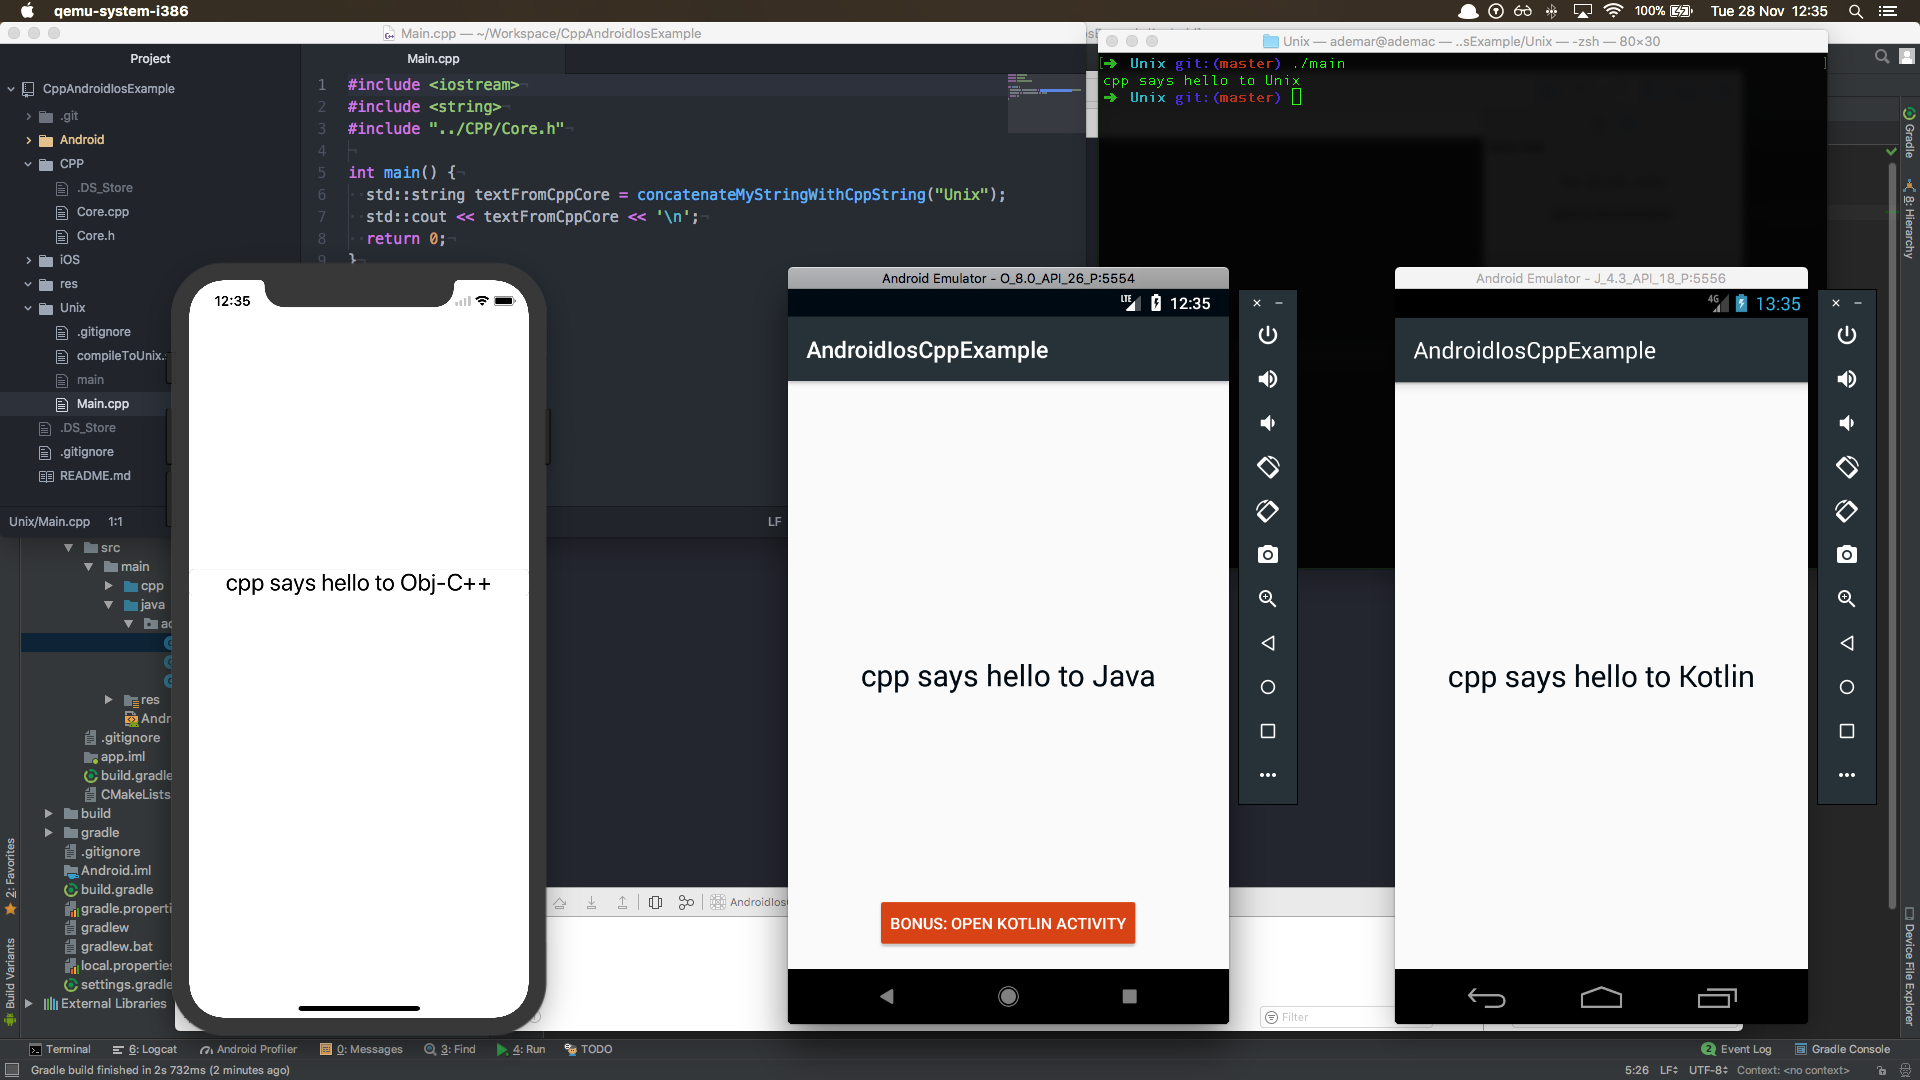 qemu-system-i386
100%
Tue 28 Nov 12:35
Main.cpp — ~/Workspace/CppAndroidIosExample
Project
CppAndroidIosExample
.git
Android
CPP
.DS_Store
Core.cpp
Core.h
iOS
res
Unix
.gitignore
compileToUnix.
main
Main.cpp
.DS_Store
.gitignore
README.md
Unix/Main.cpp 1:1
LF
Main.cpp
1 #include <iostream>
2 #include <string>
3 #include "../CPP/Core.h"
4
5 int main() {
6 std::string textFromCppCore = concatenateMyStringWithCppString("Unix");
7 std::cout << textFromCppCore << '\n';
8 return 0;
9 }
Unix — ademar@ademac — ..sExample/Unix — -zsh — 80×30
[➜ Unix git:(master) ./main ]
cpp says hello to Unix
➜ Unix git:(master)
12:35
cpp says hello to Obj-C++
Android Emulator - O_8.0_API_26_P:5554
LTE 12:35
AndroidIosCppExample
cpp says hello to Java
BONUS: OPEN KOTLIN ACTIVITY
Android Emulator - J_4.3_API_18_P:5556
4G 13:35
AndroidIosCppExample
cpp says hello to Kotlin
src
main
cpp
java
res
.gitignore
app.iml
build.gradle
CMakeLists
build
gradle
.gitignore
Android.iml
build.gradle
gradle.properti
gradlew
gradlew.bat
local.properties
settings.gradle
External Libraries
2: Favorites
Build Variants
Gradle
8: Hierarchy
Device File Explorer
Filter
Terminal
6: Logcat
Android Profiler
0: Messages
3: Find
4: Run
TODO
2 Event Log
Gradle Console
Gradle build finished in 2s 732ms (2 minutes ago)
5:26 LF UTF-8 Context: <no context>